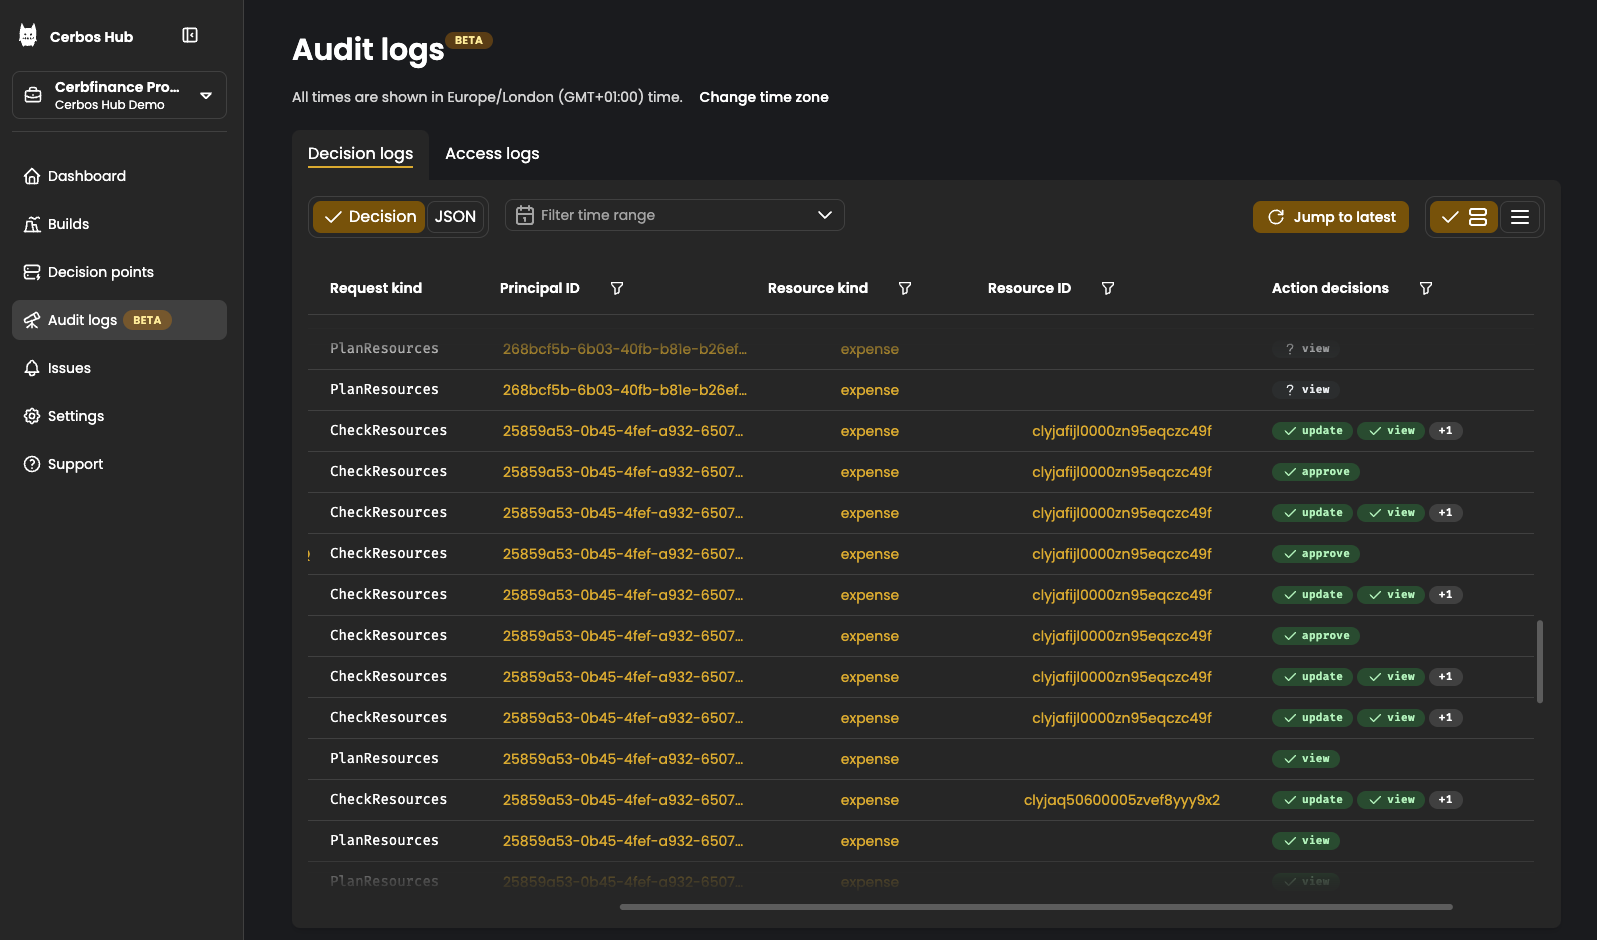 Cerbos Hub
Cerbfinance Pro...
Cerbos Hub Demo
Dashboard
Builds
Decision points
Audit logs BETA
Issues
Settings
Support
Audit logs BETA
All times are shown in Europe/London (GMT+01:00) time. Change time zone
Decision logs Access logs
Decision JSON Filter time range Jump to latest
Request kind Principal ID Resource kind Resource ID Action decisions
PlanResources 268bcf5b-6b03-40fb-b81e-b26ef... expense ? view
PlanResources 268bcf5b-6b03-40fb-b81e-b26ef... expense ? view
CheckResources 25859a53-0b45-4fef-a932-6507... expense clyjafijl0000zn95eqczc49f update view +1
CheckResources 25859a53-0b45-4fef-a932-6507... expense clyjafijl0000zn95eqczc49f approve
CheckResources 25859a53-0b45-4fef-a932-6507... expense clyjafijl0000zn95eqczc49f update view +1
CheckResources 25859a53-0b45-4fef-a932-6507... expense clyjafijl0000zn95eqczc49f approve
CheckResources 25859a53-0b45-4fef-a932-6507... expense clyjafijl0000zn95eqczc49f update view +1
CheckResources 25859a53-0b45-4fef-a932-6507... expense clyjafijl0000zn95eqczc49f approve
CheckResources 25859a53-0b45-4fef-a932-6507... expense clyjafijl0000zn95eqczc49f update view +1
CheckResources 25859a53-0b45-4fef-a932-6507... expense clyjafijl0000zn95eqczc49f update view +1
PlanResources 25859a53-0b45-4fef-a932-6507... expense view
CheckResources 25859a53-0b45-4fef-a932-6507... expense clyjaq50600005zvef8yyy9x2 update view +1
PlanResources 25859a53-0b45-4fef-a932-6507... expense view
PlanResources 25859a53-0b45-4fef-a932-6507... expense view